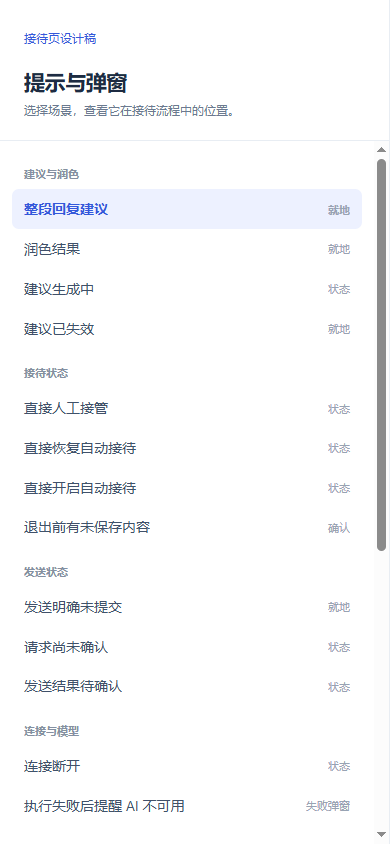 接待页设计稿
提示与弹窗
选择场景，查看它在接待流程中的位置。
建议与润色
整段回复建议 就地
润色结果 就地
建议生成中 状态
建议已失效 就地
接待状态
直接人工接管 状态
直接恢复自动接待 状态
直接开启自动接待 状态
退出前有未保存内容 确认
发送状态
发送明确未提交 就地
请求尚未确认 状态
发送结果待确认 状态
连接与模型
连接断开 状态
执行失败后提醒 AI 不可用 失败弹窗